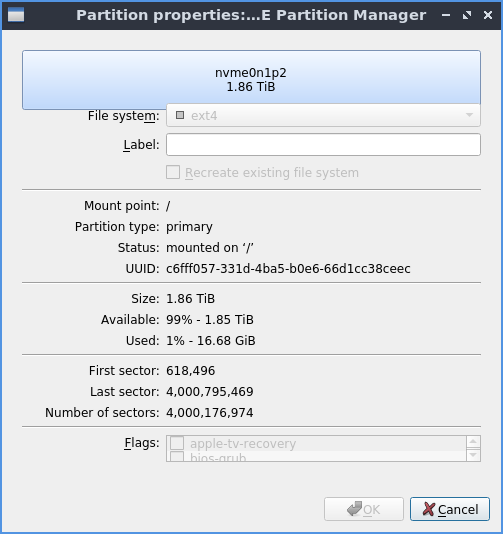 Partition properties:...E Partition Manager
nvme0n1p2
1.86 TiB
File system: ext4
Label:
Recreate existing file system
Mount point: /
Partition type: primary
Status: mounted on ‘/’
UUID: c6fff057-331d-4ba5-b0e6-66d1cc38ceec
Size: 1.86 TiB
Available: 99% - 1.85 TiB
Used: 1% - 16.68 GiB
First sector: 618,496
Last sector: 4,000,795,469
Number of sectors: 4,000,176,974
Flags: apple-tv-recovery
bios-grub
OK Cancel